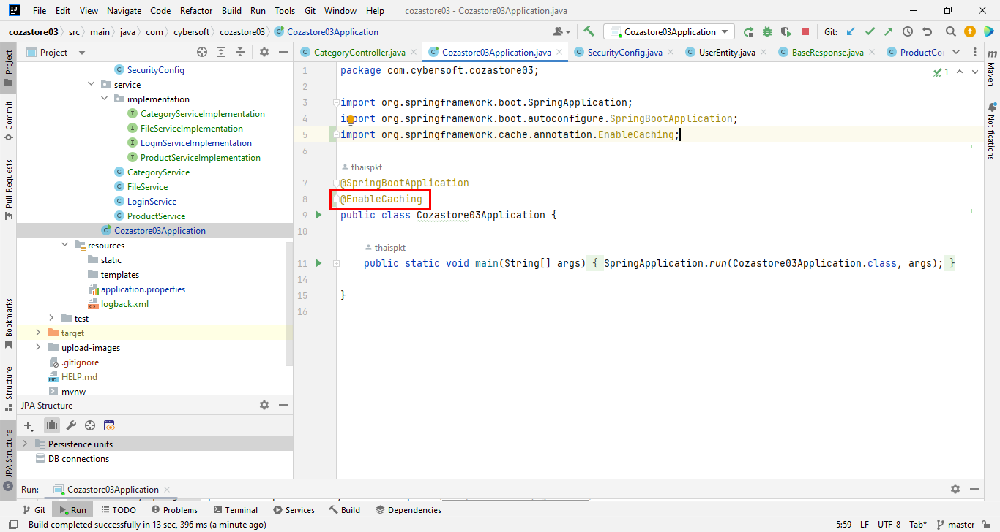 File Edit View Navigate Code Refactor Build Run Tools Git Window Help cozastore03 - Cozastore03Application.java
cozastore03 src main java com cybersoft cozastore03 Cozastore03Application Cozastore03Application Git:
Project CategoryController.java Cozastore03Application.java SecurityConfig.java UserEntity.java BaseResponse.java ProductCo
Project
Commit
Pull Requests
Bookmarks
Structure
JPA Structure
SecurityConfig
service
implementation
CategoryServiceImplementation
FileServiceImplementation
LoginServiceImplementation
ProductServiceImplementation
CategoryService
FileService
LoginService
ProductService
Cozastore03Application
resources
static
templates
application.properties
logback.xml
test
target
upload-images
.gitignore
HELP.md
mvnw
JPA Structure
Persistence units
DB connections
1 package com.cybersoft.cozastore03; 1
2
3 import org.springframework.boot.SpringApplication;
4 import org.springframework.boot.autoconfigure.SpringBootApplication;
5 import org.springframework.cache.annotation.EnableCaching;
6
thaispkt
7 @SpringBootApplication
8 @EnableCaching
9 public class Cozastore03Application {
10
thaispkt
11 public static void main(String[] args) { SpringApplication.run(Cozastore03Application.class, args); }
14
15 }
16
m Maven
Notifications
Run: Cozastore03Application
Git Run TODO Problems Terminal Services Build Dependencies
Build completed successfully in 13 sec, 396 ms (a minute ago) 5:59 LF UTF-8 Tab* master